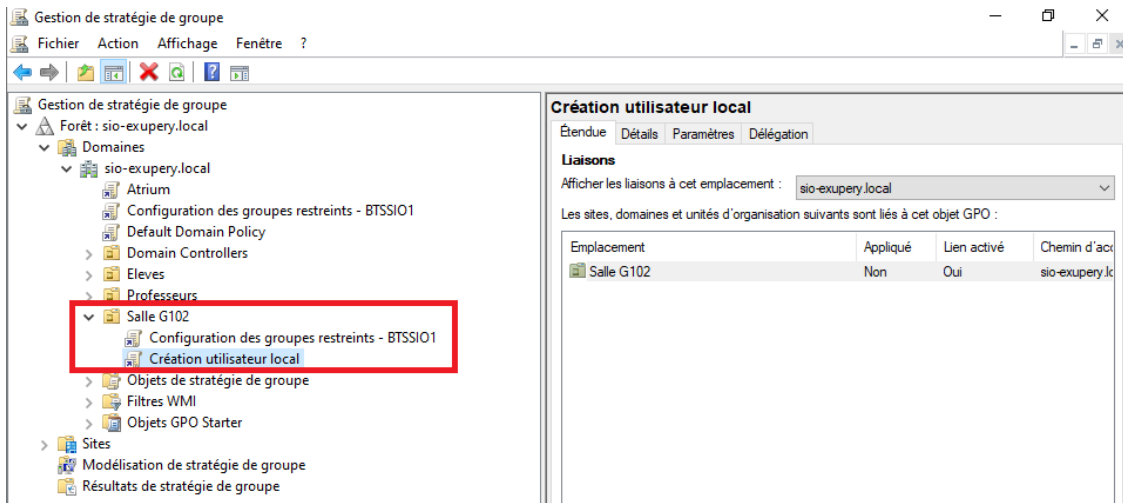 Gestion de stratégie de groupe
Fichier Action Affichage Fenêtre ?
Gestion de stratégie de groupe
Forêt : sio-exupery.local
Domaines
sio-exupery.local
Atrium
Configuration des groupes restreints - BTSSIO1
Default Domain Policy
Domain Controllers
Eleves
Professeurs
Salle G102
Configuration des groupes restreints - BTSSIO1
Création utilisateur local
Objets de stratégie de groupe
Filtres WMI
Objets GPO Starter
Sites
Modélisation de stratégie de groupe
Résultats de stratégie de groupe
Création utilisateur local
Étendue Détails Paramètres Délégation
Liaisons
Afficher les liaisons à cet emplacement : sio-exupery.local
Les sites, domaines et unités d'organisation suivants sont liés à cet objet GPO :
Emplacement Appliqué Lien activé Chemin d'acc
Salle G102 Non Oui sio-exupery.lc